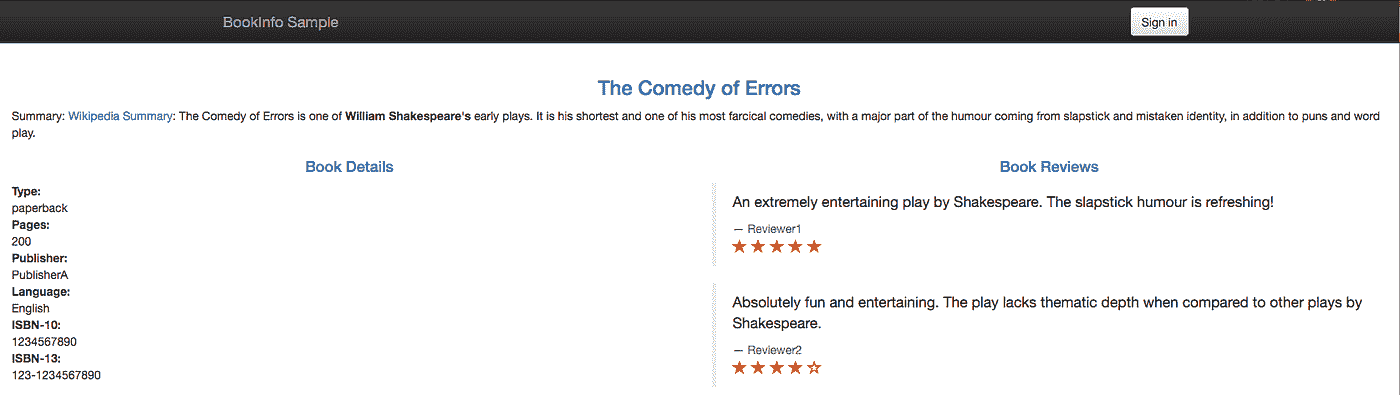 BookInfo Sample
Sign in
The Comedy of Errors
Summary: Wikipedia Summary: The Comedy of Errors is one of William Shakespeare's early plays. It is his shortest and one of his most farcical comedies, with a major part of the humour coming from slapstick and mistaken identity, in addition to puns and word
play.
Book Details
Type:
paperback
Pages:
200
Publisher:
PublisherA
Language:
English
ISBN-10:
1234567890
ISBN-13:
123-1234567890
Book Reviews
An extremely entertaining play by Shakespeare. The slapstick humour is refreshing!
— Reviewer1
Absolutely fun and entertaining. The play lacks thematic depth when compared to other plays by
Shakespeare.
— Reviewer2